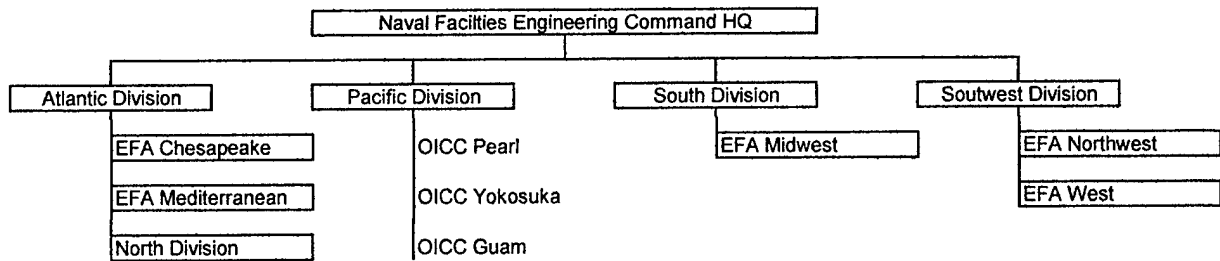 Naval Facilties Engineering Command HQ
Atlantic Division
Pacific Division
South Division
Soutwest Division
EFA Chesapeake
OICC Pearl
EFA Midwest
EFA Northwest
EFA Mediterranean
OICC Yokosuka
EFA West
North Division
OICC Guam